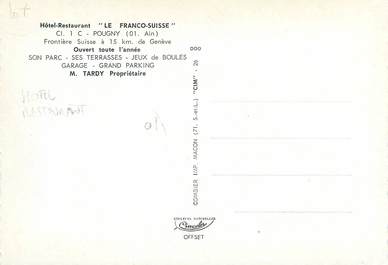 Hôtel-Restaurant "LE FRANCO-SUISSE"
Cl. 1 C - POUGNY (01. Ain)
Frontière Suisse à 15 km. de Genève
Ouvert toute l'année
SON PARC - SES TERRASSES - JEUX de BOULES
GARAGE - GRAND PARKING
M. TARDY Propriétaire
HOTEL
RESTAURANT
COMBIER IMP. MACON (71. S.-et-L.) "CIM" - 26
Combier
OFFSET